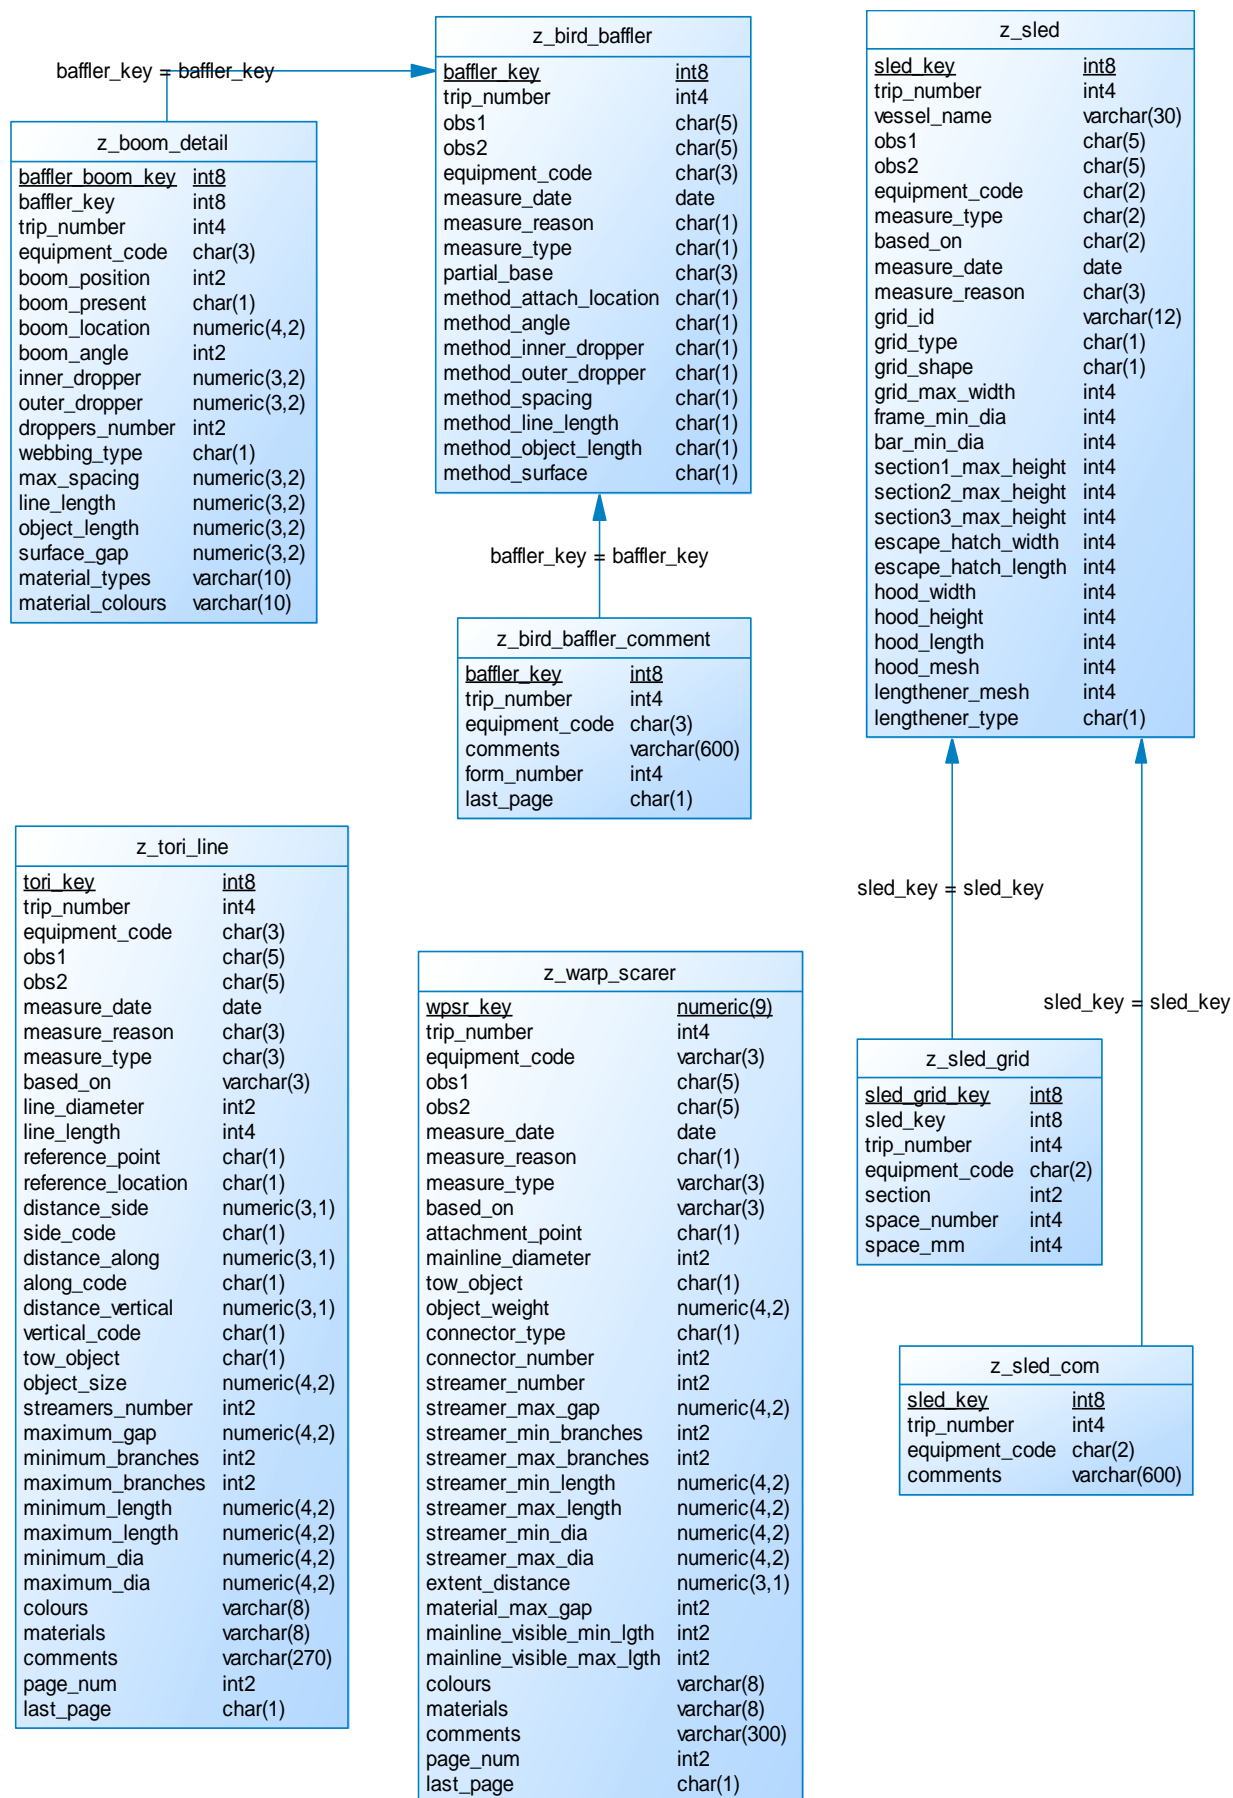 baffler_key = baffler_key
z_boom_detail
baffler_boom_key int8
baffler_key int8
trip_number int4
equipment_code char(3)
boom_position int2
boom_present char(1)
boom_location numeric(4,2)
boom_angle int2
inner_dropper numeric(3,2)
outer_dropper numeric(3,2)
droppers_number int2
webbing_type char(1)
max_spacing numeric(3,2)
line_length numeric(3,2)
object_length numeric(3,2)
surface_gap numeric(3,2)
material_types varchar(10)
material_colours varchar(10)
z_bird_baffler
baffler_key int8
trip_number int4
obs1 char(5)
obs2 char(5)
equipment_code char(3)
measure_date date
measure_reason char(1)
measure_type char(1)
partial_base char(3)
method_attach_location char(1)
method_angle char(1)
method_inner_dropper char(1)
method_outer_dropper char(1)
method_spacing char(1)
method_line_length char(1)
method_object_length char(1)
method_surface char(1)
baffler_key = baffler_key
z_bird_baffler_comment
baffler_key int8
trip_number int4
equipment_code char(3)
comments varchar(600)
form_number int4
last_page char(1)
z_sled
sled_key int8
trip_number int4
vessel_name varchar(30)
obs1 char(5)
obs2 char(5)
equipment_code char(2)
measure_type char(2)
based_on char(2)
measure_date date
measure_reason char(3)
grid_id varchar(12)
grid_type char(1)
grid_shape char(1)
grid_max_width int4
frame_min_dia int4
bar_min_dia int4
section1_max_height int4
section2_max_height int4
section3_max_height int4
escape_hatch_width int4
escape_hatch_length int4
hood_width int4
hood_height int4
hood_length int4
hood_mesh int4
lengthener_mesh int4
lengthener_type char(1)
sled_key = sled_key
sled_key = sled_key
z_tori_line
tori_key int8
trip_number int4
equipment_code char(3)
obs1 char(5)
obs2 char(5)
measure_date date
measure_reason char(3)
measure_type char(3)
based_on varchar(3)
line_diameter int2
line_length int4
reference_point char(1)
reference_location char(1)
distance_side numeric(3,1)
side_code char(1)
distance_along numeric(3,1)
along_code char(1)
distance_vertical numeric(3,1)
vertical_code char(1)
tow_object char(1)
object_size numeric(4,2)
streamers_number int2
maximum_gap numeric(4,2)
minimum_branches int2
maximum_branches int2
minimum_length numeric(4,2)
maximum_length numeric(4,2)
minimum_dia numeric(4,2)
maximum_dia numeric(4,2)
colours varchar(8)
materials varchar(8)
comments varchar(270)
page_num int2
last_page char(1)
z_warp_scarer
wpsr_key numeric(9)
trip_number int4
equipment_code varchar(3)
obs1 char(5)
obs2 char(5)
measure_date date
measure_reason char(1)
measure_type varchar(3)
based_on varchar(3)
attachment_point char(1)
mainline_diameter int2
tow_object char(1)
object_weight numeric(4,2)
connector_type char(1)
connector_number int2
streamer_number int2
streamer_max_gap numeric(4,2)
streamer_min_branches int2
streamer_max_branches int2
streamer_min_length numeric(4,2)
streamer_max_length numeric(4,2)
streamer_min_dia numeric(4,2)
streamer_max_dia numeric(4,2)
extent_distance numeric(3,1)
material_max_gap int2
mainline_visible_min_lgth int2
mainline_visible_max_lgth int2
colours varchar(8)
materials varchar(8)
comments varchar(300)
page_num int2
last_page char(1)
z_sled_grid
sled_grid_key int8
sled_key int8
trip_number int4
equipment_code char(2)
section int2
space_number int4
space_mm int4
z_sled_com
sled_key int8
trip_number int4
equipment_code char(2)
comments varchar(600)